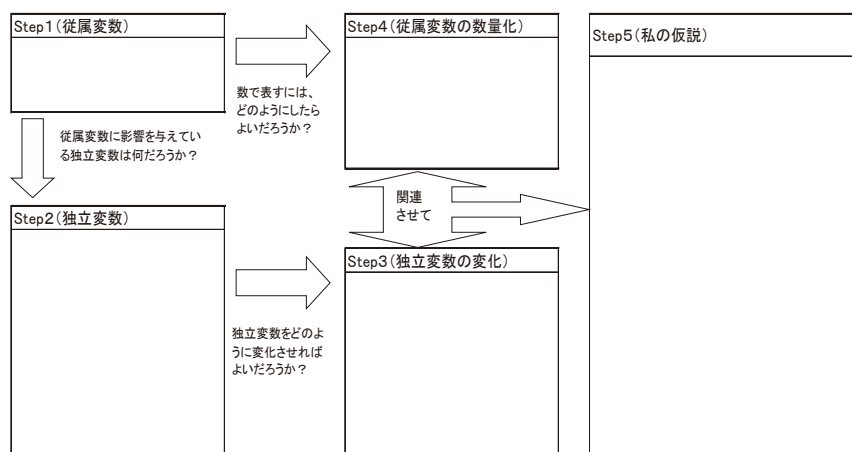 Step1(従属変数)
数で表すには、
どのようにしたら
よいだろうか？
従属変数に影響を与えてい
る独立変数は何だろうか？
Step2(独立変数)
独立変数をどのよ
うに変化させれば
よいだろうか？
Step4(従属変数の数量化)
関連
させて
Step3(独立変数の変化)
Step5(私の仮説)